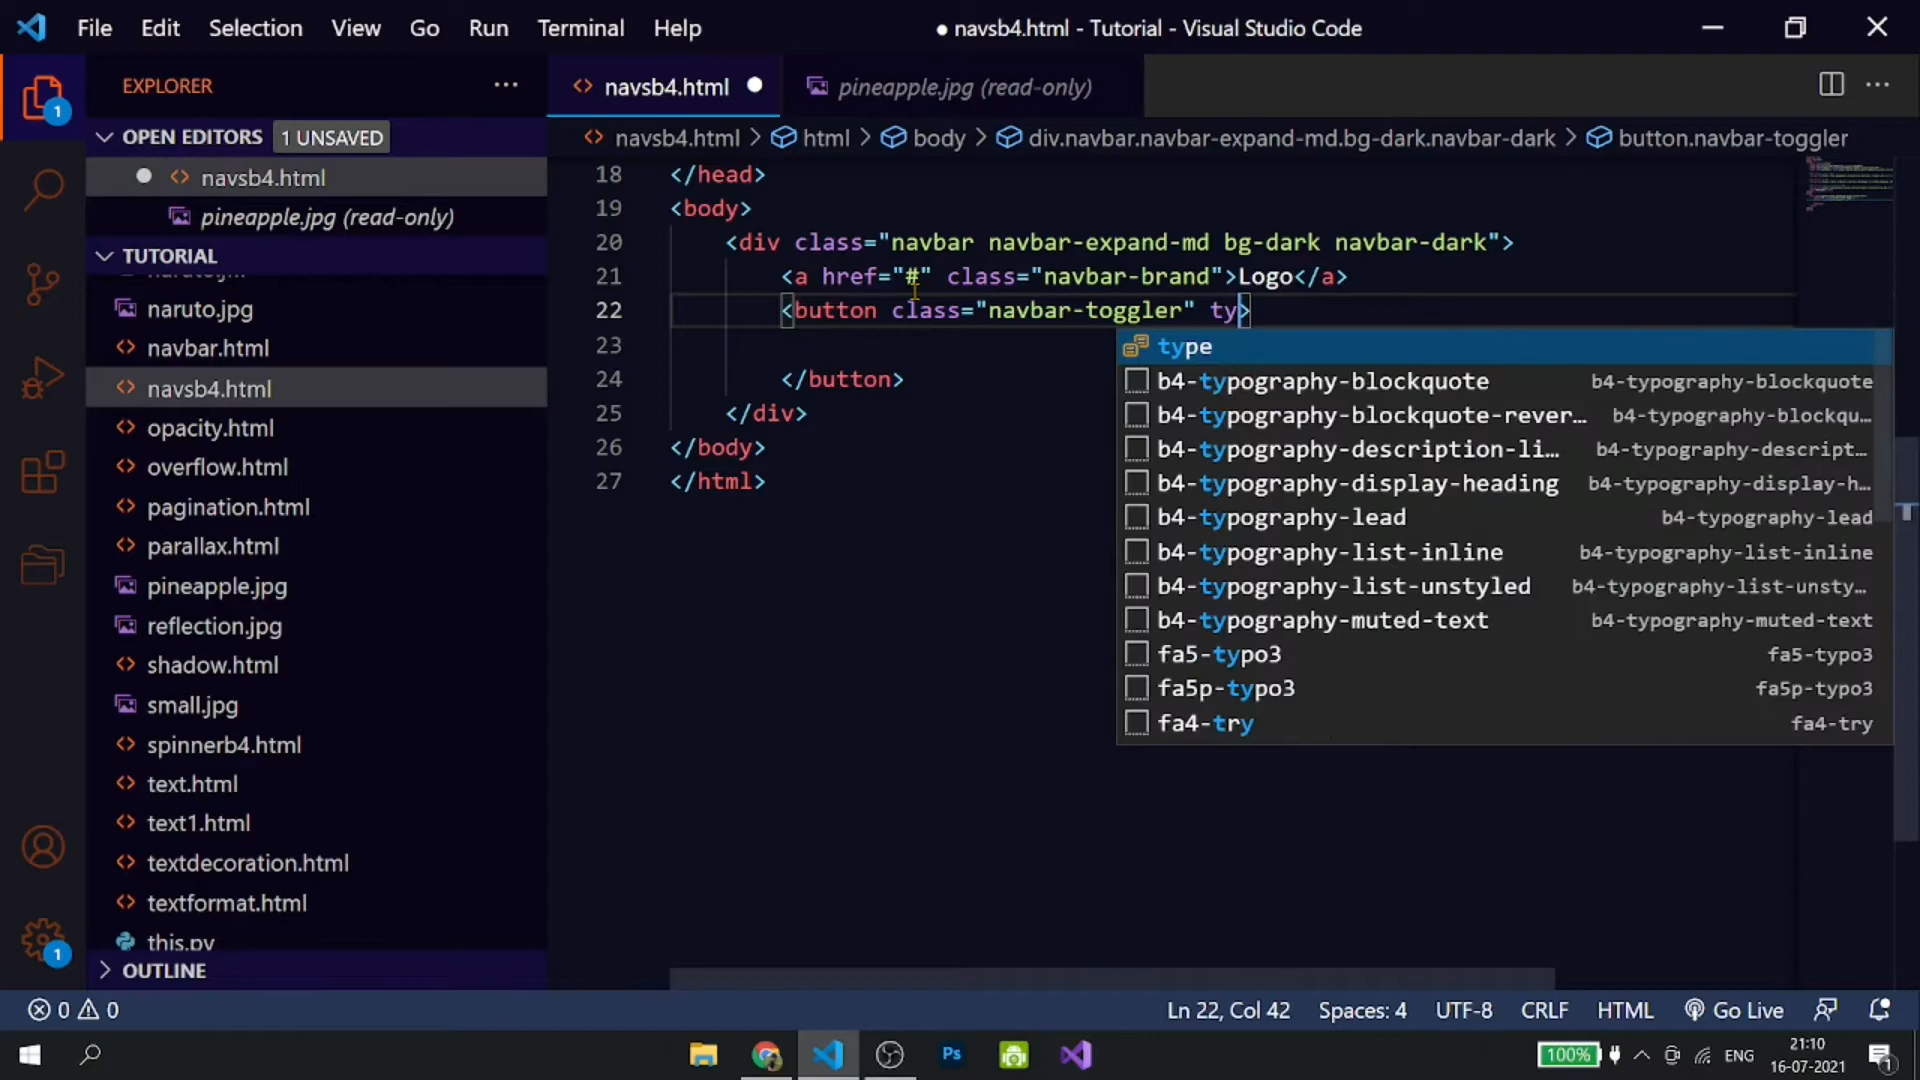 File Edit Selection View Go Run Terminal Help
● navsb4.html - Tutorial - Visual Studio Code
EXPLORER
OPEN EDITORS 1 UNSAVED
navsb4.html
pineapple.jpg (read-only)
TUTORIAL
naruto.jpg
navbar.html
navsb4.html
opacity.html
overflow.html
pagination.html
parallax.html
pineapple.jpg
reflection.jpg
shadow.html
small.jpg
spinnerb4.html
text.html
text1.html
textdecoration.html
textformat.html
this.py
OUTLINE
1
1
navsb4.html
pineapple.jpg (read-only)
navsb4.html > html > body > div.navbar.navbar-expand-md.bg-dark.navbar-dark > button.navbar-toggler
18 </head>
19 <body>
20 <div class="navbar navbar-expand-md bg-dark navbar-dark">
21 <a href="#" class="navbar-brand">Logo</a>
22 <button class="navbar-toggler" ty>
23
24 </button>
25 </div>
26 </body>
27 </html>
type
b4-typography-blockquote b4-typography-blockquote
b4-typography-blockquote-rever… b4-typography-blockqu…
b4-typography-description-li… b4-typography-descript…
b4-typography-display-heading b4-typography-display-h…
b4-typography-lead b4-typography-lead
b4-typography-list-inline b4-typography-list-inline
b4-typography-list-unstyled b4-typography-list-unsty…
b4-typography-muted-text b4-typography-muted-text
fa5-typo3 fa5-typo3
fa5p-typo3 fa5p-typo3
fa4-try fa4-try
0 0
Ln 22, Col 42 Spaces: 4 UTF-8 CRLF HTML Go Live
Ps
100% ENG
21:10
16-07-2021
1